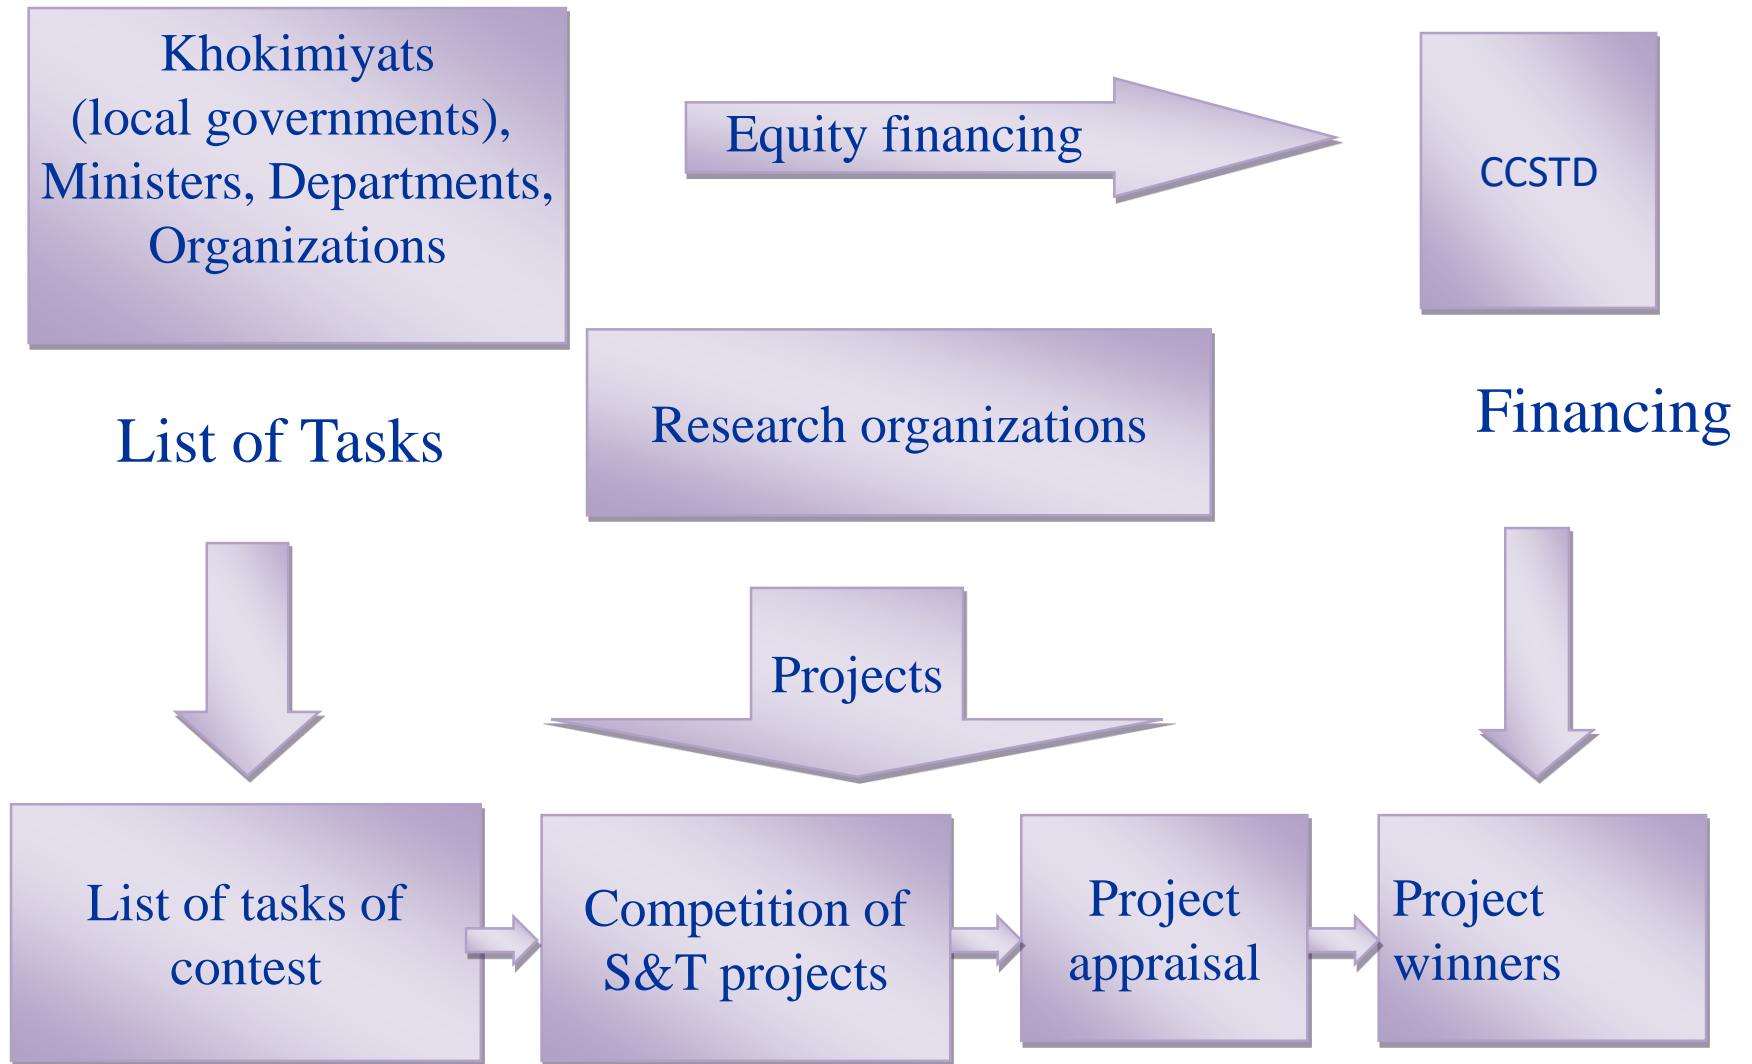 Khokimiyats
(local governments),
Ministers, Departments,
Organizations
Equity financing
CCSTD
List of Tasks
Research organizations
Financing
Projects
List of tasks of
contest
Competition of
S&T projects
Project
appraisal
Project
winners